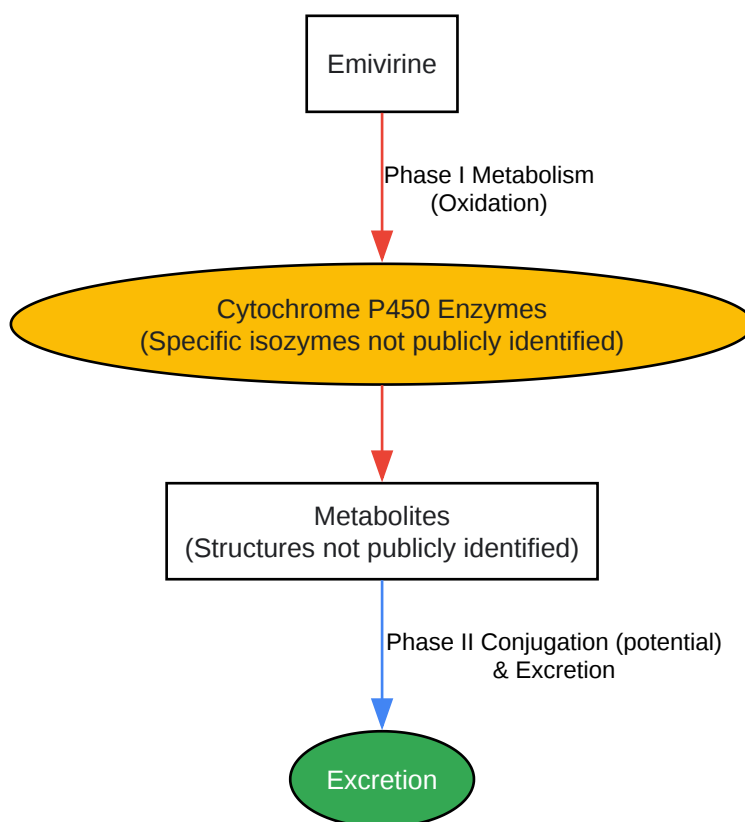 Emivirine
Phase I Metabolism
(Oxidation)
Cytochrome P450 Enzymes
(Specific isozymes not publicly identified)
Metabolites
(Structures not publicly identified)
Phase II Conjugation (potential)
& Excretion
Excretion